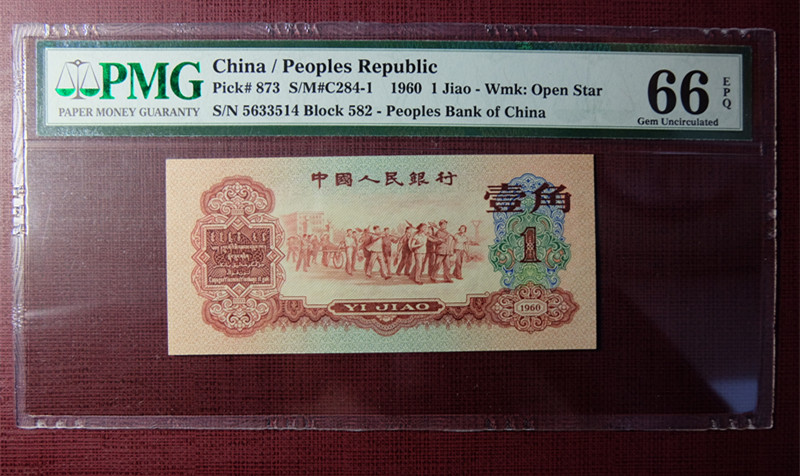 PMG
PAPER MONEY GUARANTY
China / Peoples Republic
Pick# 873 S/M#C284-1 1960 1 Jiao - Wmk: Open Star
S/N 5633514 Block 582 - Peoples Bank of China
66 EPQ
Gem Uncirculated
中國人民銀行
壹角
1
YI JIAO
1960